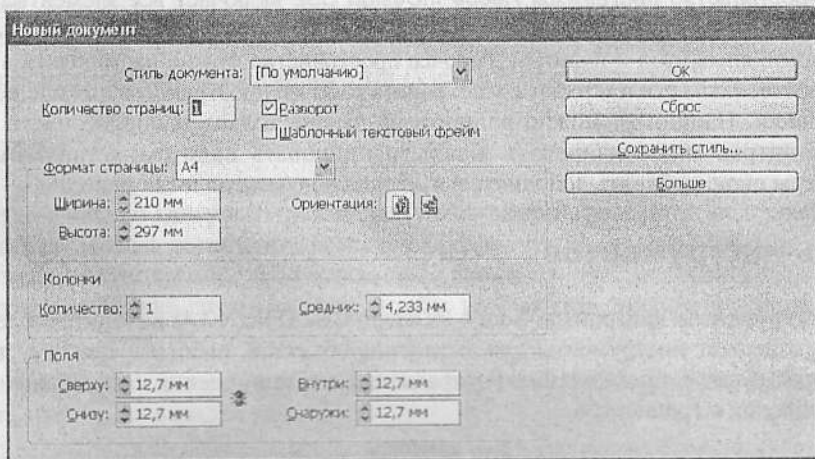 Новый документ
Стиль документа: [По умолчанию]
OK
Количество страниц: 1
Разворот
Сброс
Шаблонный текстовый фрейм
Сохранить стиль...
Формат страницы: A4
Больше
Ширина: 210 мм
Ориентация:
Высота: 297 мм
Колонки
Количество: 1
Средник: 4,233 мм
Поля
Сверху: 12,7 мм
Внутри: 12,7 мм
Снизу: 12,7 мм
Снаружи: 12,7 мм